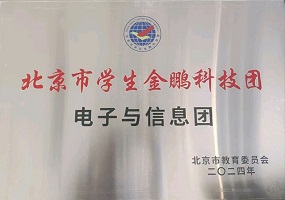 北京市学生金鹏科技团
电子与信息团
北京市教育委员会
二〇二四年